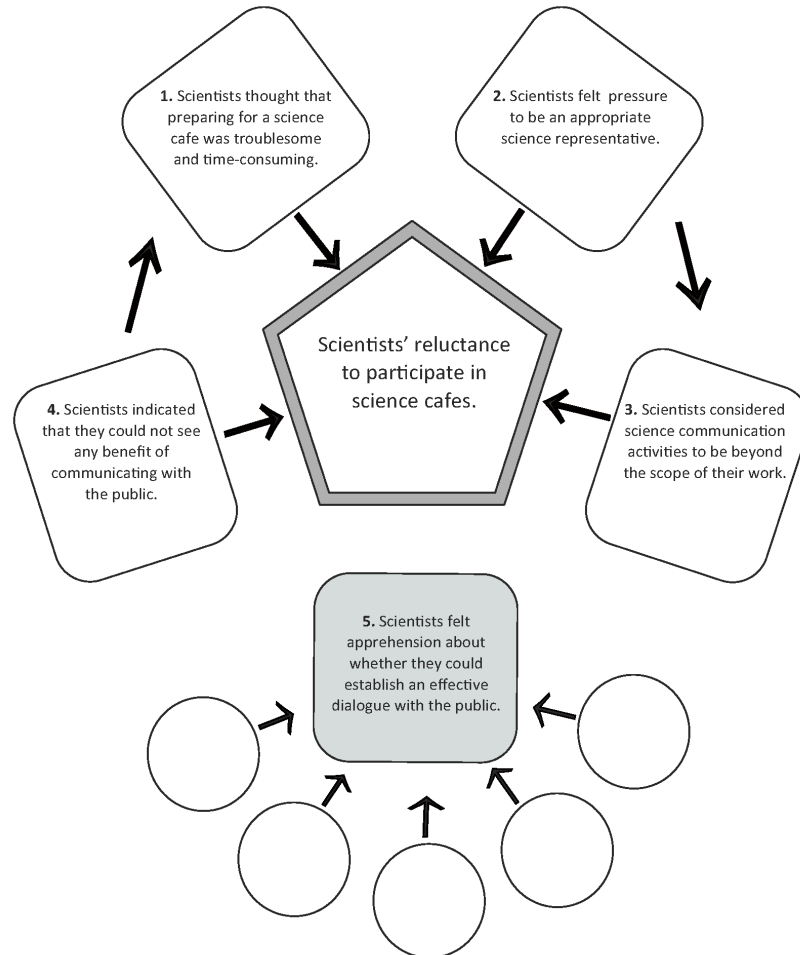 1. Scientists thought that
preparing for a science
cafe was troublesome
and time-consuming.
2. Scientists felt pressure
to be an appropriate
science representative.
Scientists’ reluctance
to participate in
science cafes.
4. Scientists indicated
that they could not see
any benefit of
communicating with
the public.
3. Scientists considered
science communication
activities to be beyond
the scope of their work.
5. Scientists felt
apprehension about
whether they could
establish an effective
dialogue with the public.